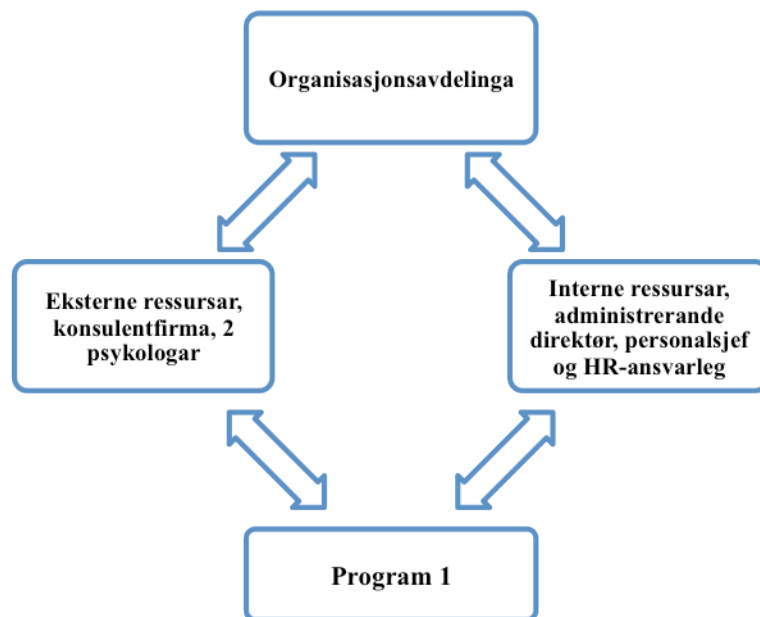 Organisasjonsavdelinga
Eksterne ressursar,
konsulentfirma, 2
psykologar
Interne ressursar,
administrerande
direktør, personalsjef
og HR-ansvarleg
Program 1